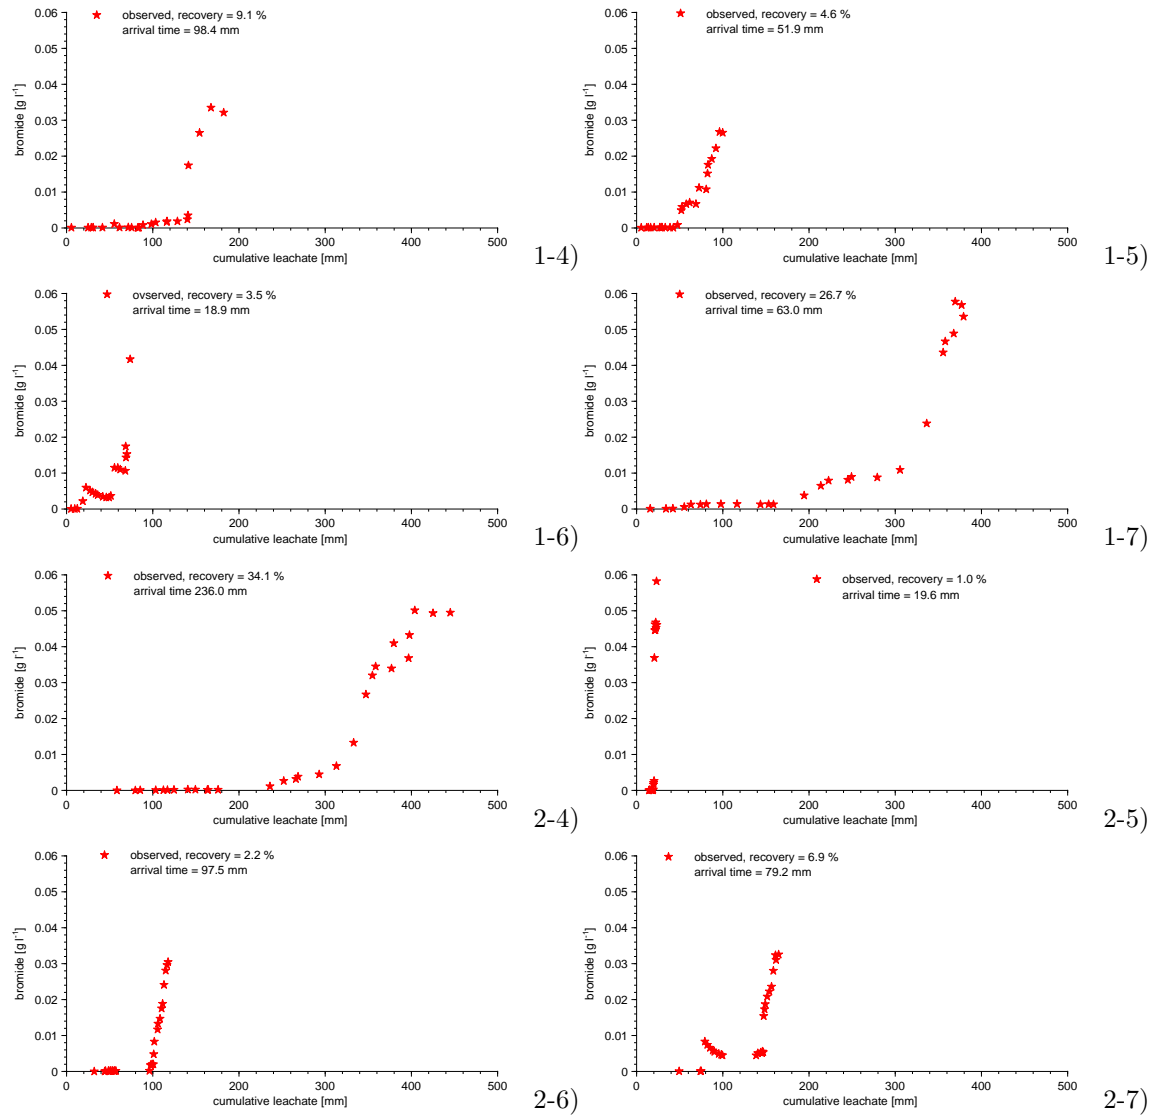 observed, recovery = 9.1 %
arrival time = 98.4 mm
bromide [g l⁻¹]
0.06
0.05
0.04
0.03
0.02
0.01
0
0 100 200 300 400 500
cumulative leachate [mm]
1-4)
observed, recovery = 4.6 %
arrival time = 51.9 mm
bromide [g l⁻¹]
0.06
0.05
0.04
0.03
0.02
0.01
0
0 100 200 300 400 500
cumulative leachate [mm]
1-5)
ovserved, recovery = 3.5 %
arrival time = 18.9 mm
bromide [g l⁻¹]
0.06
0.05
0.04
0.03
0.02
0.01
0
0 100 200 300 400 500
cumulative leachate [mm]
1-6)
observed, recovery = 26.7 %
arrival time = 63.0 mm
bromide [g l⁻¹]
0.06
0.05
0.04
0.03
0.02
0.01
0
0 100 200 300 400 500
cumulative leachate [mm]
1-7)
observed, recovery = 34.1 %
arrival time 236.0 mm
bromide [g l⁻¹]
0.06
0.05
0.04
0.03
0.02
0.01
0
0 100 200 300 400 500
cumulative leachate [mm]
2-4)
observed, recovery = 1.0 %
arrival time = 19.6 mm
bromide [g l⁻¹]
0.06
0.05
0.04
0.03
0.02
0.01
0
0 100 200 300 400 500
cumulative leachate [mm]
2-5)
observed, recovery = 2.2 %
arrival time = 97.5 mm
bromide [g l⁻¹]
0.06
0.05
0.04
0.03
0.02
0.01
0
0 100 200 300 400 500
cumulative leachate [mm]
2-6)
observed, recovery = 6.9 %
arrival time = 79.2 mm
bromide [g l⁻¹]
0.06
0.05
0.04
0.03
0.02
0.01
0
0 100 200 300 400 500
cumulative leachate [mm]
2-7)